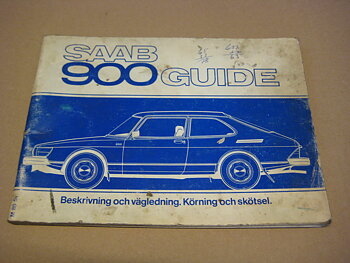 SAAB
900 GUIDE
Beskrivning och vägledning. Körning och skötsel.